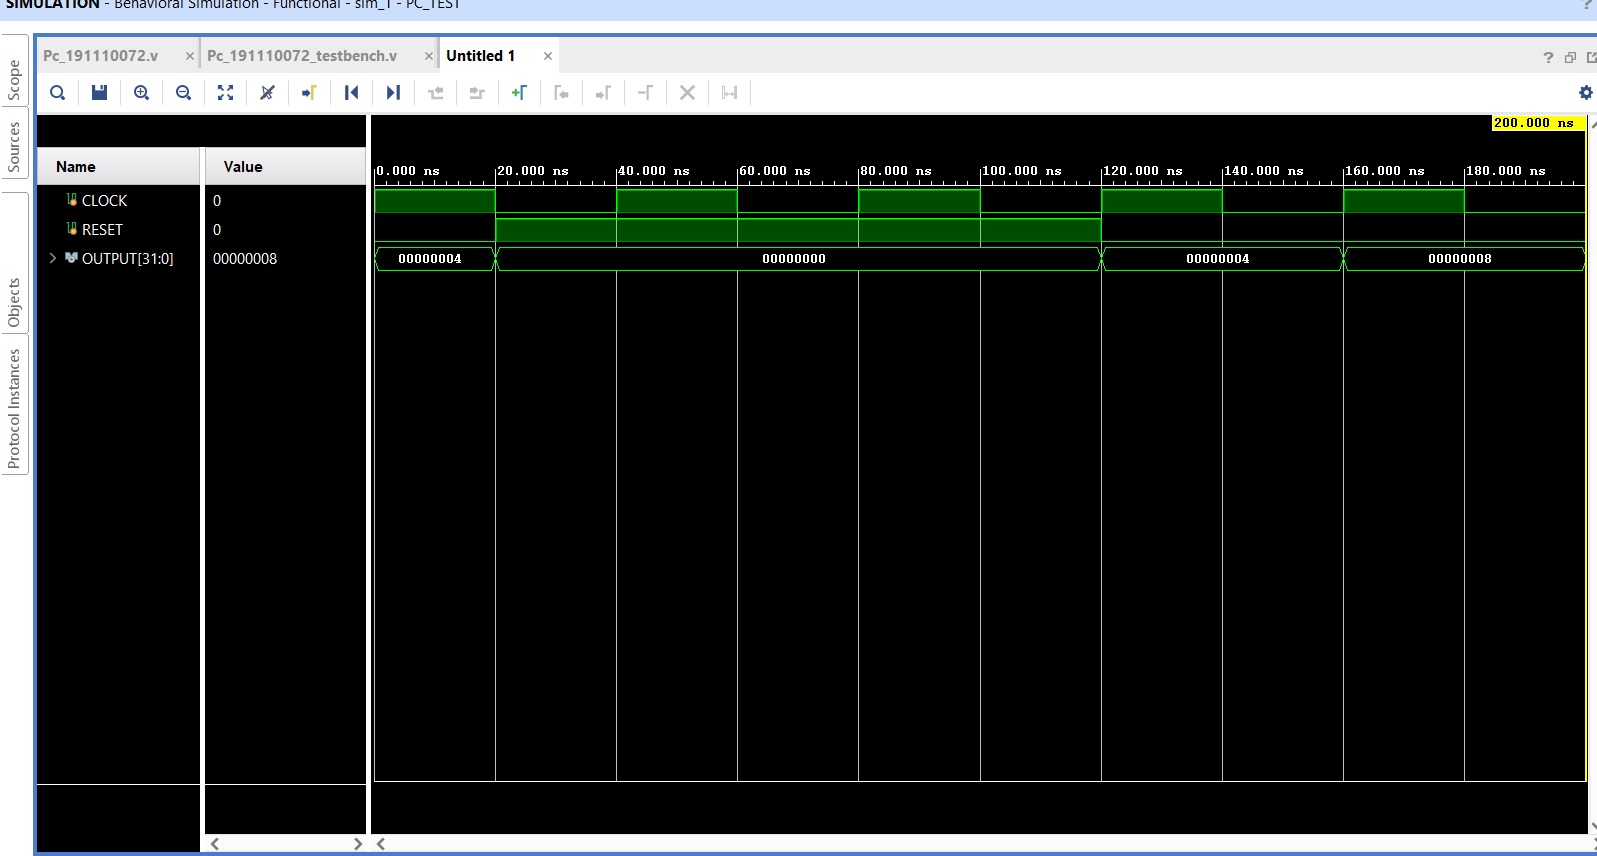 SIMULATION - Behavioral Simulation - Functional - sim_1 - PC_TEST
?
Scope
Sources
Objects
Protocol Instances
Pc_191110072.v × Pc_191110072_testbench.v × Untitled 1 ×
?
200.000 ns
Name Value
0.000 ns 20.000 ns 40.000 ns 60.000 ns 80.000 ns 100.000 ns 120.000 ns 140.000 ns 160.000 ns 180.000 ns
CLOCK 0
RESET 0
OUTPUT[31:0] 00000008 00000004 00000000 00000004 00000008